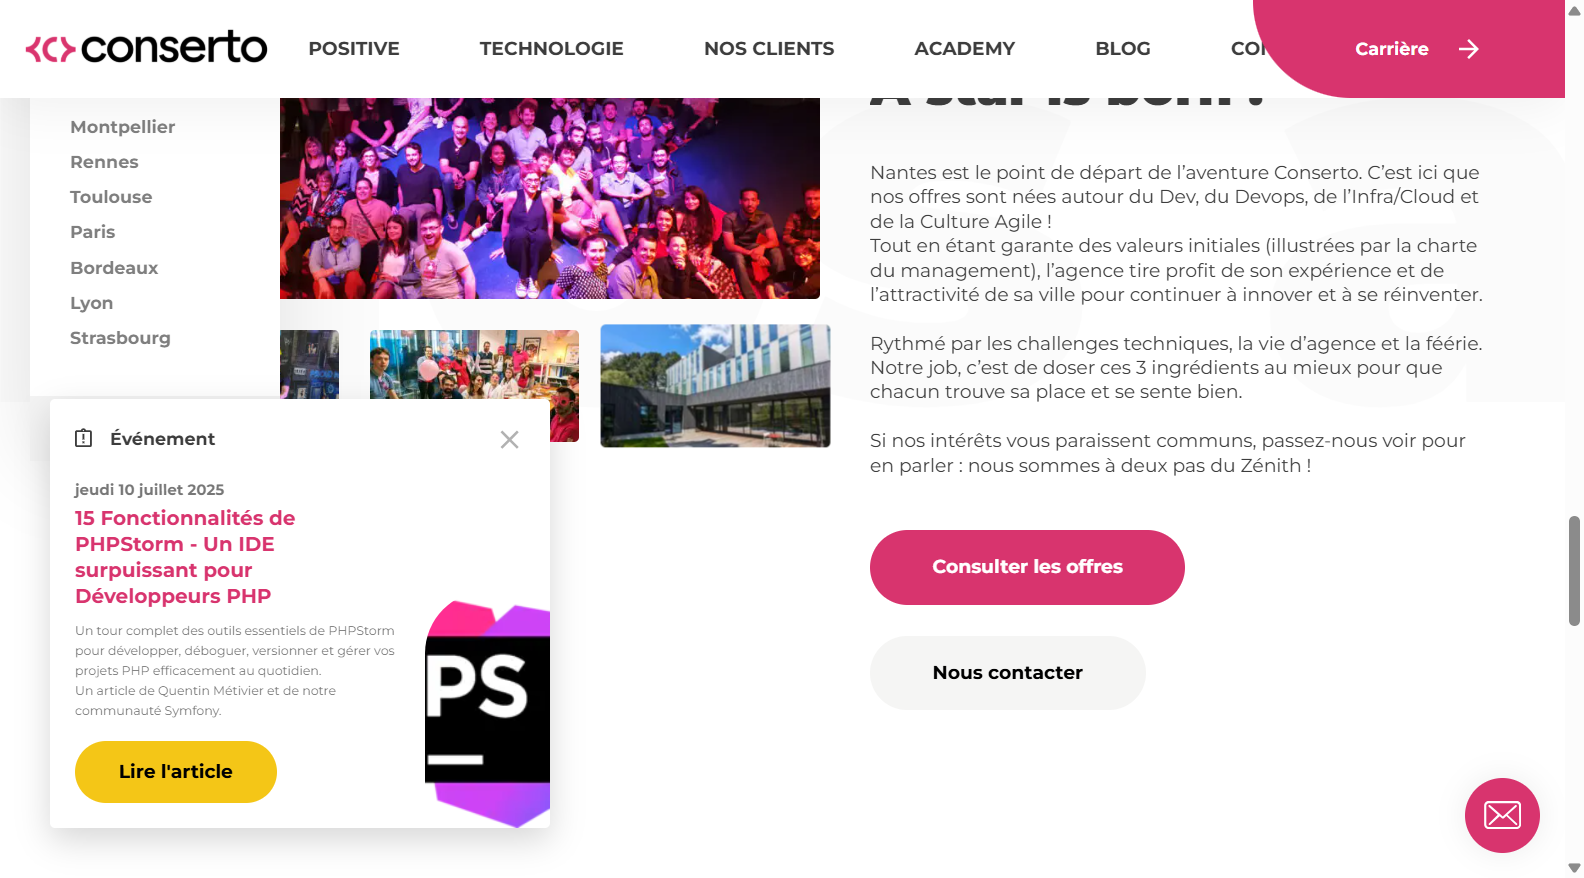 conserto
POSITIVE
TECHNOLOGIE
NOS CLIENTS
ACADEMY
BLOG
Carrière
Montpellier
Rennes
Toulouse
Paris
Bordeaux
Lyon
Strasbourg
A star is born !
Nantes est le point de départ de l’aventure Conserto. C’est ici que
nos offres sont nées autour du Dev, du Devops, de l’Infra/Cloud et
de la Culture Agile !
Tout en étant garante des valeurs initiales (illustrées par la charte
du management), l’agence tire profit de son expérience et de
l’attractivité de sa ville pour continuer à innover et à se réinventer.
Rythmé par les challenges techniques, la vie d’agence et la féérie.
Notre job, c’est de doser ces 3 ingrédients au mieux pour que
chacun trouve sa place et se sente bien.
Si nos intérêts vous paraissent communs, passez-nous voir pour
en parler : nous sommes à deux pas du Zénith !
Consulter les offres
Nous contacter
Événement
jeudi 10 juillet 2025
15 Fonctionnalités de
PHPStorm - Un IDE
surpuissant pour
Développeurs PHP
Un tour complet des outils essentiels de PHPStorm
pour développer, déboguer, versionner et gérer vos
projets PHP efficacement au quotidien.
Un article de Quentin Métivier et de notre
communauté Symfony.
Lire l'article
PS